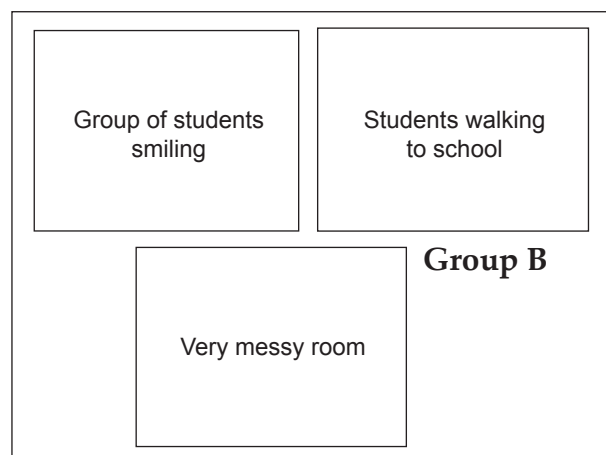 Group of students
smiling
Students walking
to school
Group B
Very messy room